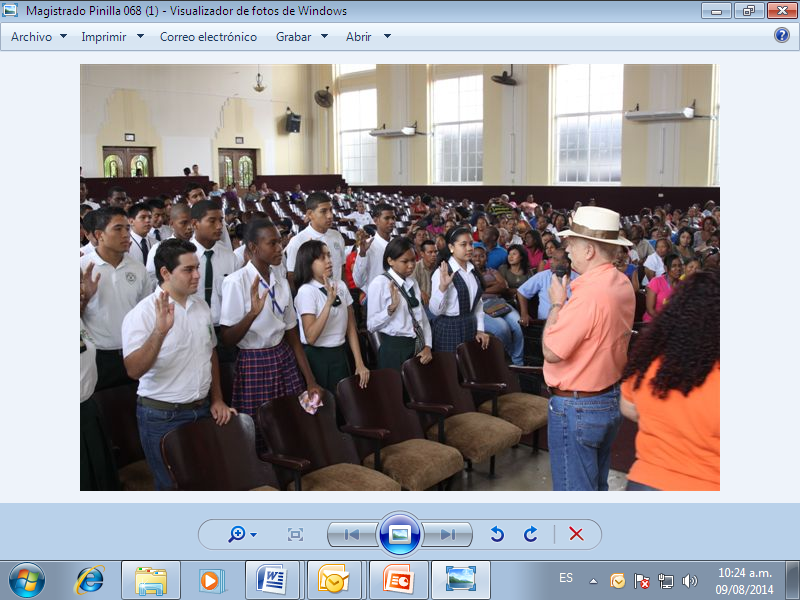 Magistrado Pinilla 068 (1) - Visualizador de fotos de Windows
Archivo Imprimir Correo electrónico Grabar Abrir
ES
10:24 a.m.
09/08/2014